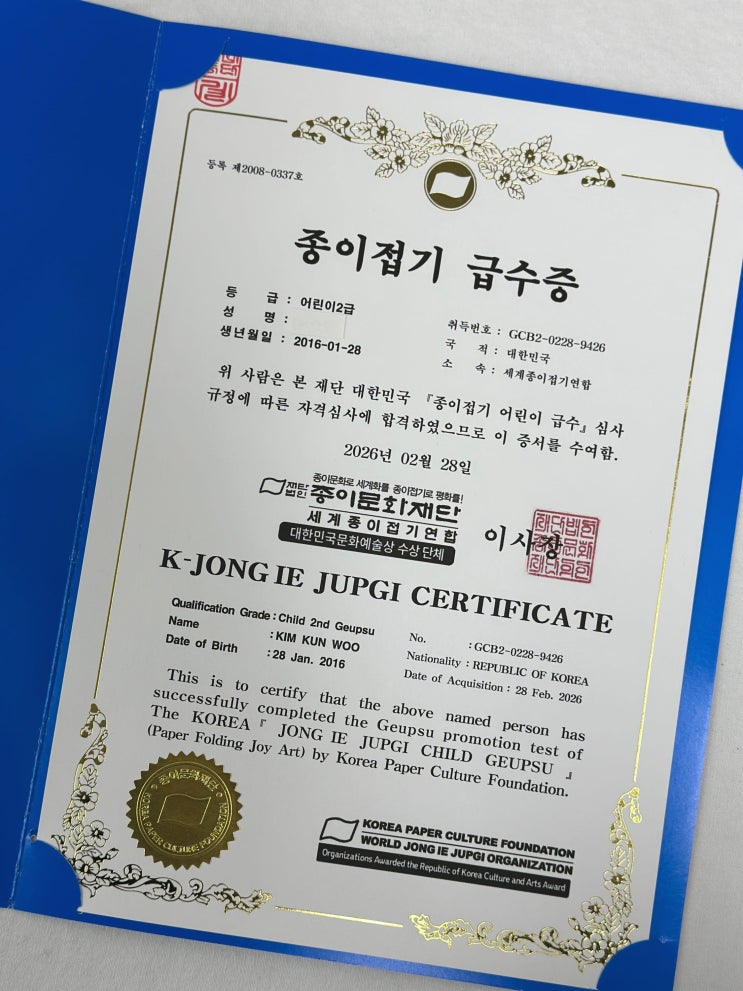 등록 제2008-0337호
종이접기 급수증
등 급 : 어린이2급
성 명 :
생년월일 : 2016-01-28
취득번호 : GCB2-0228-9426
국 적 : 대한민국
소 속 : 세계종이접기연합
위 사람은 본 재단 대한민국 『종이접기 어린이 급수』 심사
규정에 따른 자격심사에 합격하였으므로 이 증서를 수여함.
2026년 02월 28일
종이문화로 세계화를 종이접기로 평화를!
재단법인 종이문화재단
세계종이접기연합
대한민국문화예술상 수상 단체
이사장
K-JONG IE JUPGI CERTIFICATE
Qualification Grade : Child 2nd Geupsu
Name : KIM KUN WOO
Date of Birth : 28 Jan. 2016
No. : GCB2-0228-9426
Nationality : REPUBLIC OF KOREA
Date of Acquisition : 28 Feb. 2026
This is to certify that the above named person has
successfully completed the Geupsu promotion test of
The KOREA『 JONG IE JUPGI CHILD GEUPSU 』
(Paper Folding Joy Art) by Korea Paper Culture Foundation.
종이문화재단
KOREA PAPER CULTURE FOUNDATION
KOREA PAPER CULTURE FOUNDATION
WORLD JONG IE JUPGI ORGANIZATION
Organizations Awarded the Republic of Korea Culture and Arts Award